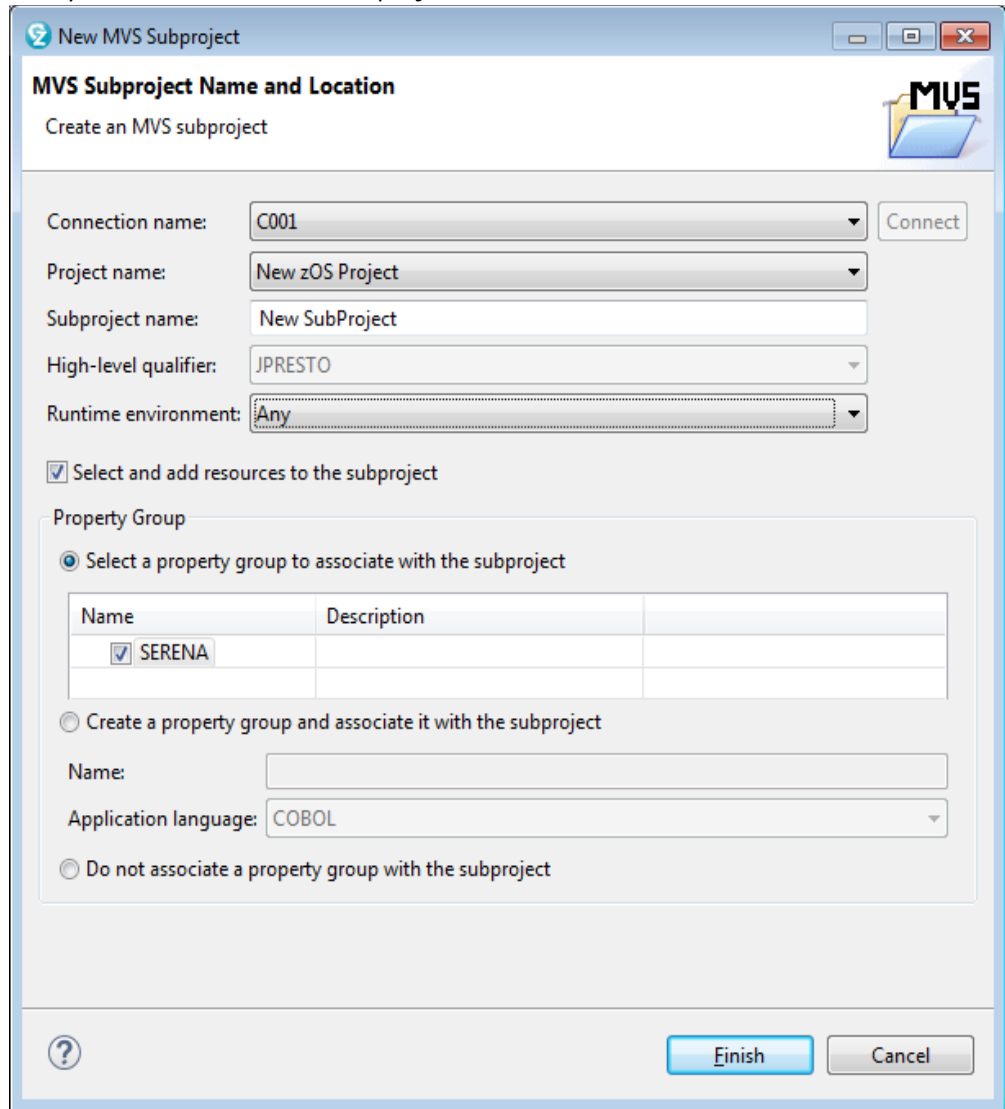 New MVS Subproject
MVS Subproject Name and Location
Create an MVS subproject
MVS
Connection name: C001 Connect
Project name: New zOS Project
Subproject name: New SubProject
High-level qualifier: JPRESTO
Runtime environment: Any
Select and add resources to the subproject
Property Group
Select a property group to associate with the subproject
Name Description
SERENA
Create a property group and associate it with the subproject
Name:
Application language: COBOL
Do not associate a property group with the subproject
? Finish Cancel